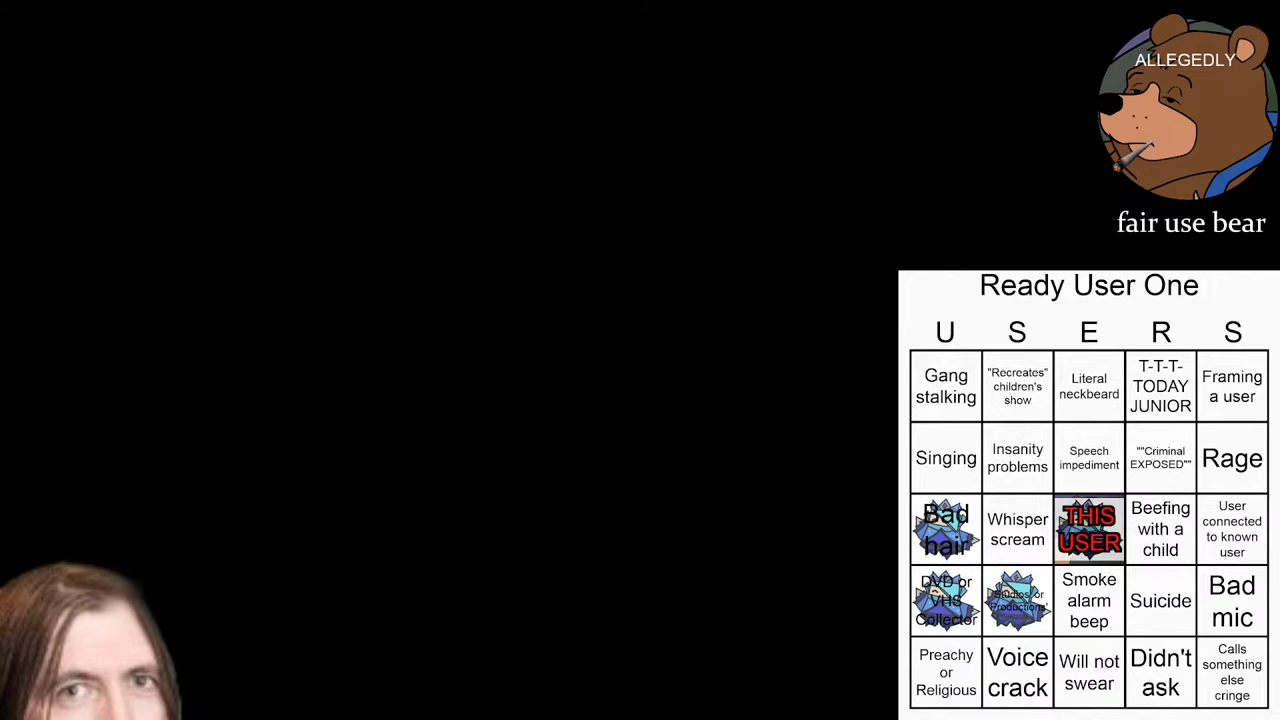 ALLEGEDLY
fair use bear
Ready User One
U S E R S
Gang
stalking
"Recreates"
children's
show
Literal
neckbeard
T-T-T-
TODAY
JUNIOR
Framing
a user
Singing
Insanity
problems
Speech
impediment
""Criminal
EXPOSED""
Rage
Bad
hair
Whisper
scream
THIS
USER
Beefing
with a
child
User
connected
to known
user
DVD or
VHS
Collector
"Studios' or
Productions"
Smoke
alarm
beep
Suicide
Bad
mic
Preachy
or
Religious
Voice
crack
Will not
swear
Didn't
ask
Calls
something
else
cringe